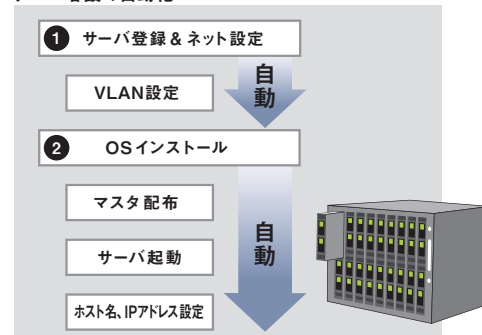 ❶ サーバ登録&ネット設定
自動
VLAN設定
❷ OSインストール
マスタ配布
自動
サーバ起動
ホスト名、IPアドレス設定